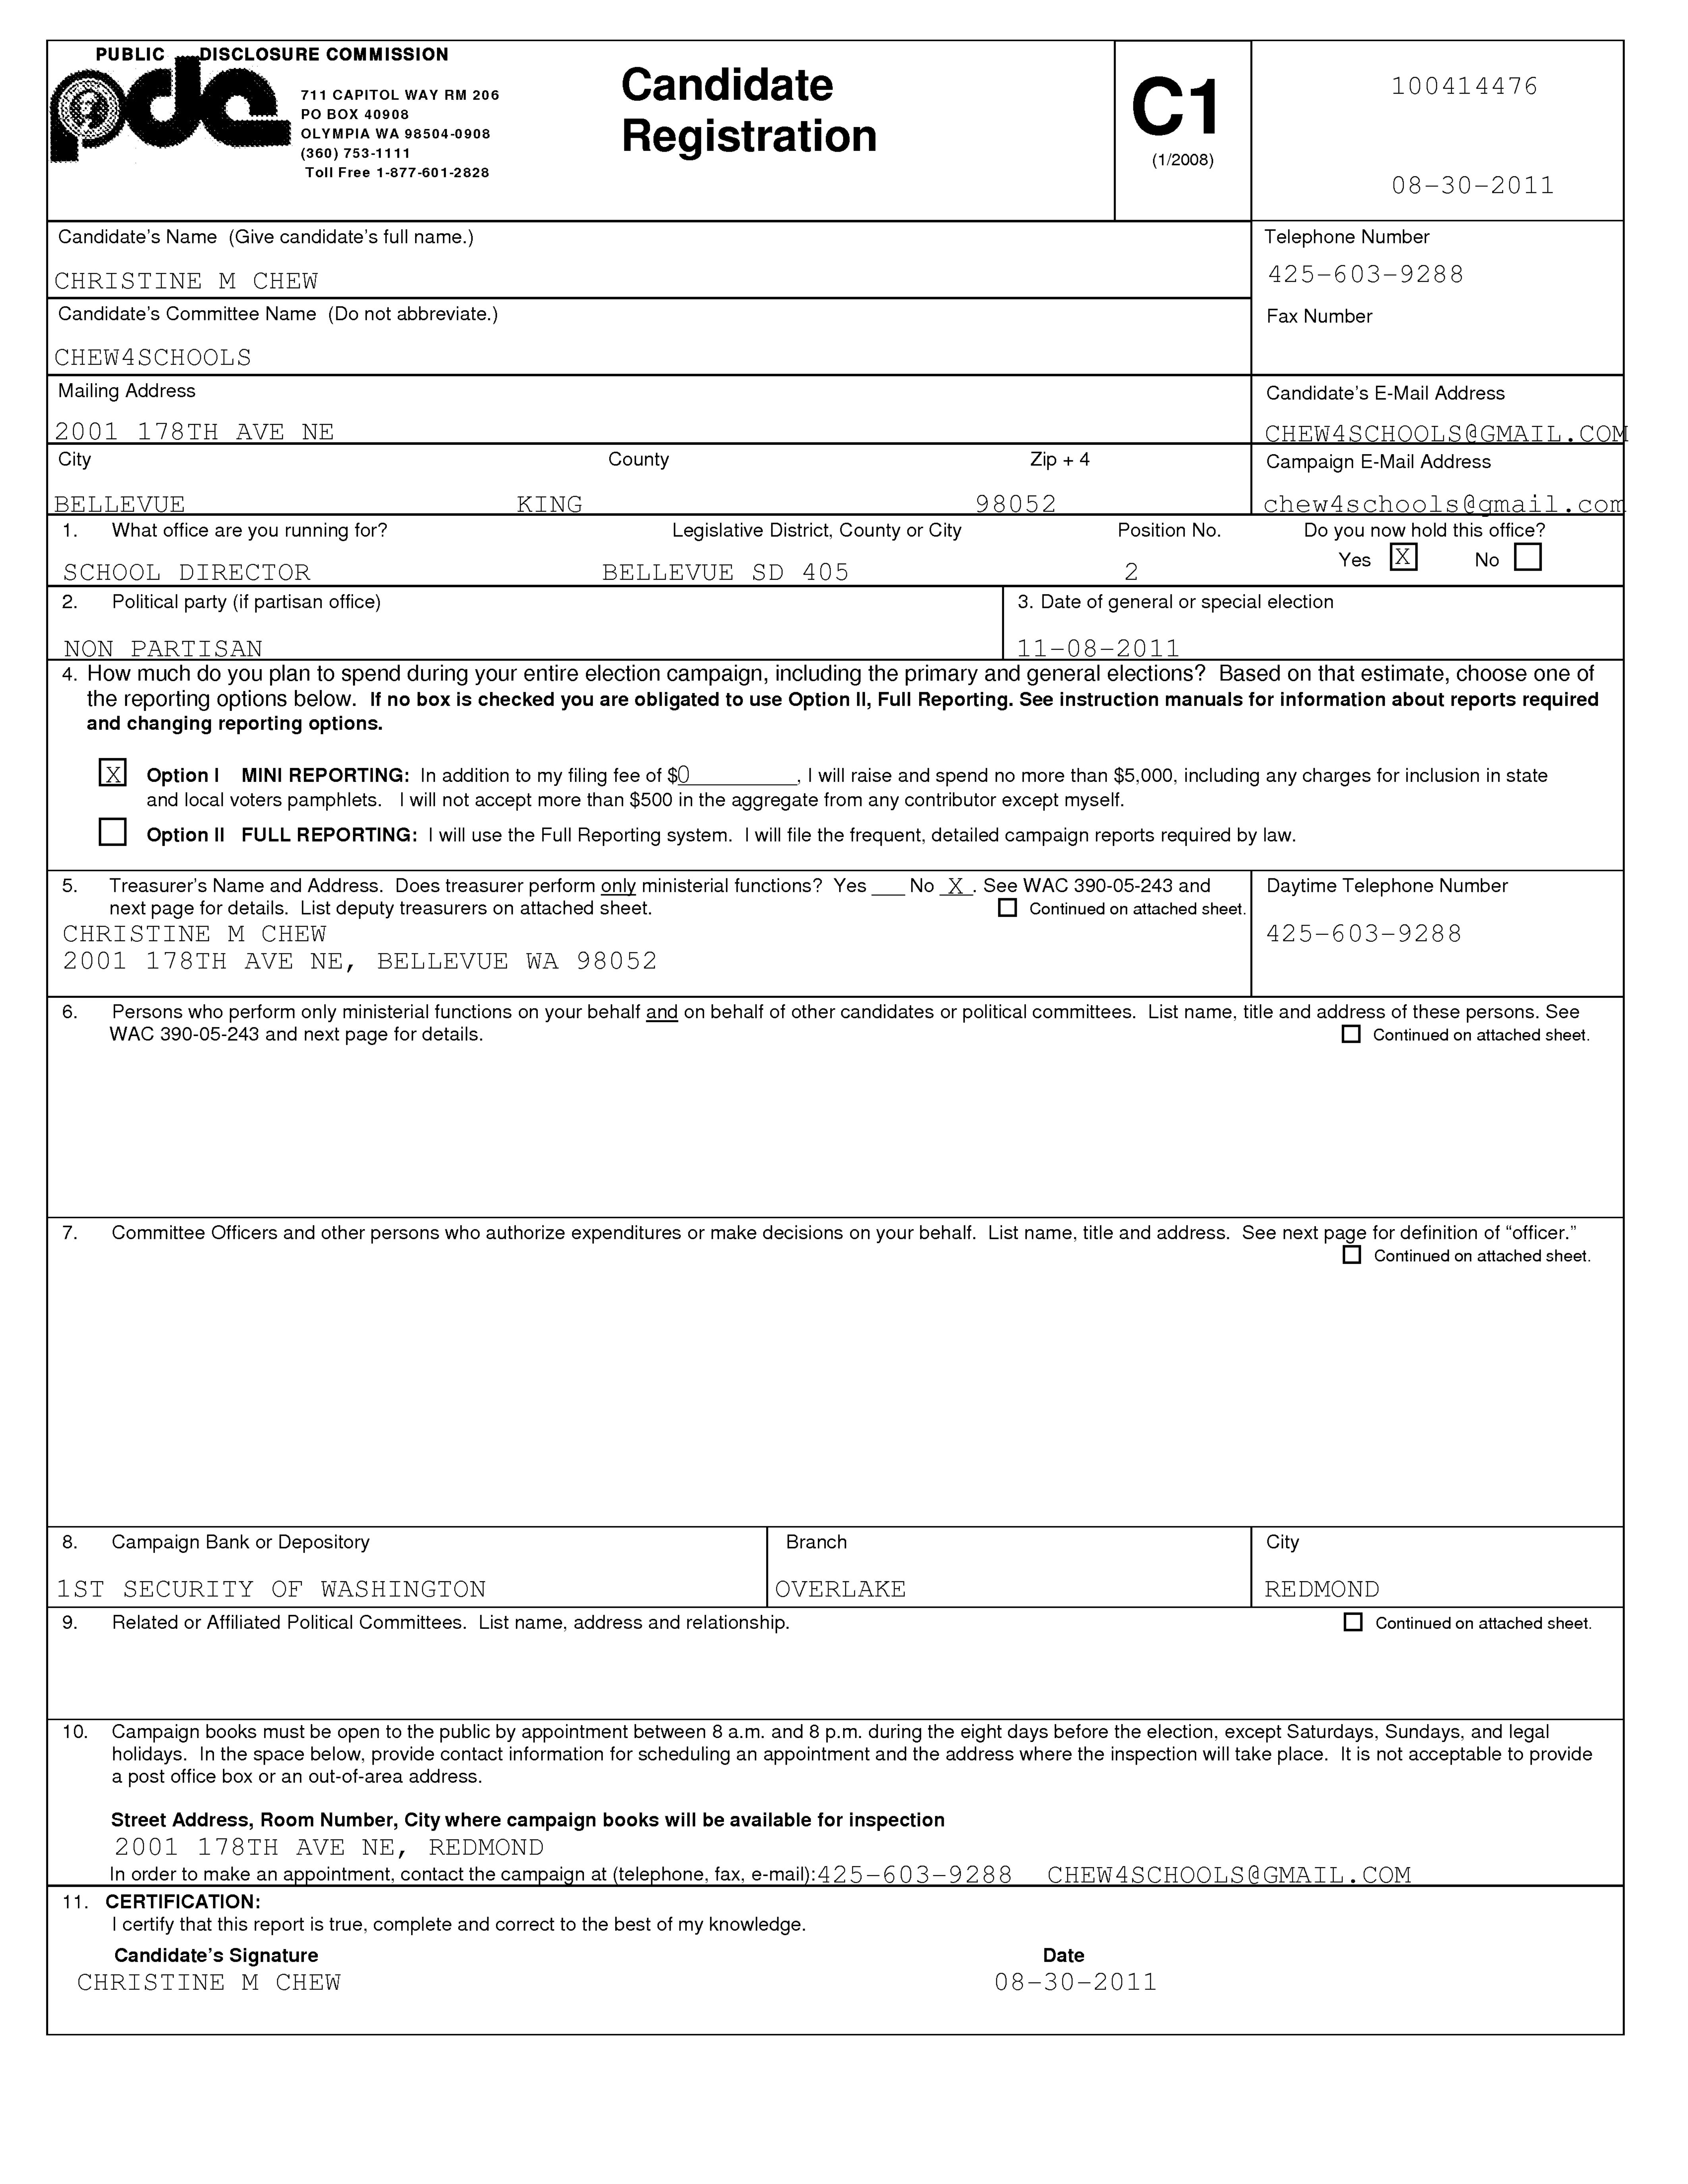 PUBLIC DISCLOSURE COMMISSION
pdc
711 CAPITOL WAY RM 206
PO BOX 40908
OLYMPIA WA 98504-0908
(360) 753-1111
Toll Free 1-877-601-2828
Candidate
Registration
C1
(1/2008)
100414476
08-30-2011
Candidate's Name (Give candidate's full name.)
CHRISTINE M CHEW
Telephone Number
425-603-9288
Candidate's Committee Name (Do not abbreviate.)
CHEW4SCHOOLS
Fax Number
Mailing Address
2001 178TH AVE NE
Candidate's E-Mail Address
CHEW4SCHOOLS@GMAIL.COM
City County Zip + 4
BELLEVUE KING 98052
Campaign E-Mail Address
chew4schools@gmail.com
1. What office are you running for? Legislative District, County or City Position No. Do you now hold this office?
Yes X No
SCHOOL DIRECTOR BELLEVUE SD 405 2
2. Political party (if partisan office)
NON PARTISAN
3. Date of general or special election
11-08-2011
4. How much do you plan to spend during your entire election campaign, including the primary and general elections? Based on that estimate, choose one of
the reporting options below. If no box is checked you are obligated to use Option II, Full Reporting. See instruction manuals for information about reports required
and changing reporting options.
X Option I MINI REPORTING: In addition to my filing fee of $0__________, I will raise and spend no more than $5,000, including any charges for inclusion in state
and local voters pamphlets. I will not accept more than $500 in the aggregate from any contributor except myself.
Option II FULL REPORTING: I will use the Full Reporting system. I will file the frequent, detailed campaign reports required by law.
5. Treasurer's Name and Address. Does treasurer perform only ministerial functions? Yes ___ No _X_. See WAC 390-05-243 and
next page for details. List deputy treasurers on attached sheet. Continued on attached sheet.
CHRISTINE M CHEW
2001 178TH AVE NE, BELLEVUE WA 98052
Daytime Telephone Number
425-603-9288
6. Persons who perform only ministerial functions on your behalf and on behalf of other candidates or political committees. List name, title and address of these persons. See
WAC 390-05-243 and next page for details. Continued on attached sheet.
7. Committee Officers and other persons who authorize expenditures or make decisions on your behalf. List name, title and address. See next page for definition of “officer.”
Continued on attached sheet.
8. Campaign Bank or Depository Branch City
1ST SECURITY OF WASHINGTON OVERLAKE REDMOND
9. Related or Affiliated Political Committees. List name, address and relationship. Continued on attached sheet.
10. Campaign books must be open to the public by appointment between 8 a.m. and 8 p.m. during the eight days before the election, except Saturdays, Sundays, and legal
holidays. In the space below, provide contact information for scheduling an appointment and the address where the inspection will take place. It is not acceptable to provide
a post office box or an out-of-area address.
Street Address, Room Number, City where campaign books will be available for inspection
2001 178TH AVE NE, REDMOND
In order to make an appointment, contact the campaign at (telephone, fax, e-mail):425-603-9288 CHEW4SCHOOLS@GMAIL.COM
11. CERTIFICATION:
I certify that this report is true, complete and correct to the best of my knowledge.
Candidate's Signature Date
CHRISTINE M CHEW 08-30-2011